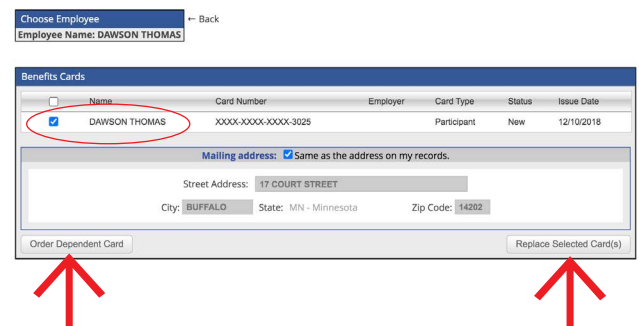 Choose Employee ← Back
Employee Name: DAWSON THOMAS
Benefits Cards
Name Card Number Employer Card Type Status Issue Date
DAWSON THOMAS XXXX-XXXX-XXXX-3025 Participant New 12/10/2018
Mailing address: Same as the address on my records.
Street Address: 17 COURT STREET
City: BUFFALO State: MN - Minnesota Zip Code: 14202
Order Dependent Card Replace Selected Card(s)